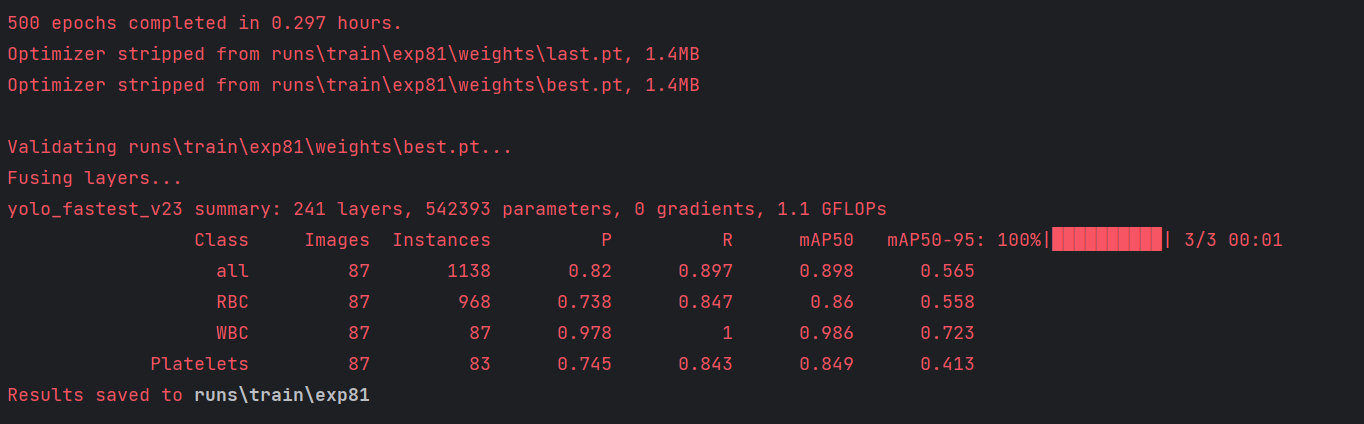 500 epochs completed in 0.297 hours.
Optimizer stripped from runs\train\exp81\weights\last.pt, 1.4MB
Optimizer stripped from runs\train\exp81\weights\best.pt, 1.4MB
Validating runs\train\exp81\weights\best.pt...
Fusing layers...
yolo_fastest_v23 summary: 241 layers, 542393 parameters, 0 gradients, 1.1 GFLOPs
Class Images Instances P R mAP50 mAP50-95: 100%|██████████| 3/3 00:01
all 87 1138 0.82 0.897 0.898 0.565
RBC 87 968 0.738 0.847 0.86 0.558
WBC 87 87 0.978 1 0.986 0.723
Platelets 87 83 0.745 0.843 0.849 0.413
Results saved to runs\train\exp81